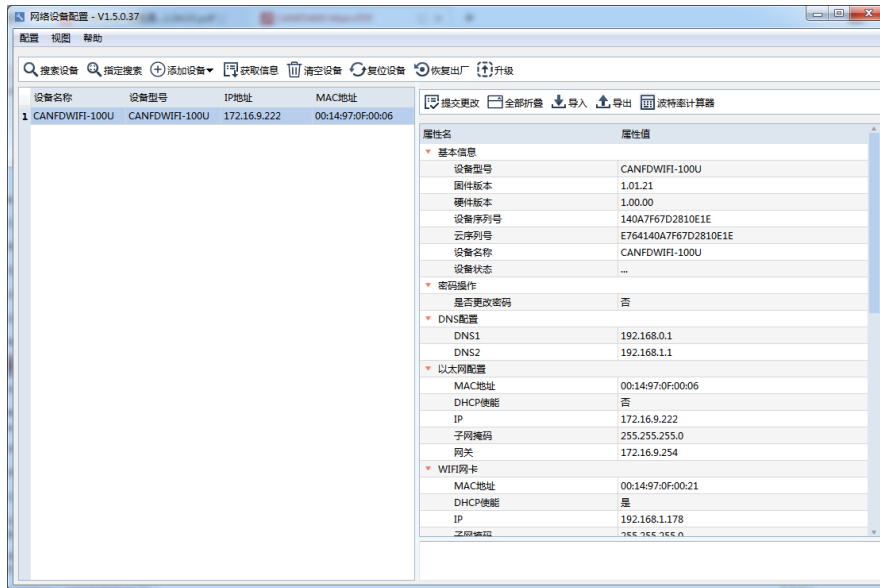 网络设备配置 - V1.5.0.37
配置 视图 帮助
搜索设备 指定搜索 添加设备 获取信息 清空设备 复位设备 恢复出厂 升级
设备名称 设备型号 IP地址 MAC地址
1 CANFDWIFI-100U CANFDWIFI-100U 172.16.9.222 00:14:97:0F:00:06
提交更改 全部折叠 导入 导出 波特率计算器
属性名 属性值
基本信息
设备型号 CANFDWIFI-100U
固件版本 1.01.21
硬件版本 1.00.00
设备序列号 140A7F67D2810E1E
云序列号 E764140A7F67D2810E1E
设备名称 CANFDWIFI-100U
设备状态 ...
密码操作
是否更改密码 否
DNS配置
DNS1 192.168.0.1
DNS2 192.168.1.1
以太网配置
MAC地址 00:14:97:0F:00:06
DHCP使能 否
IP 172.16.9.222
子网掩码 255.255.255.0
网关 172.16.9.254
WIFI网卡
MAC地址 00:14:97:0F:00:21
DHCP使能 是
IP 192.168.1.178
子网掩码 255.255.255.0